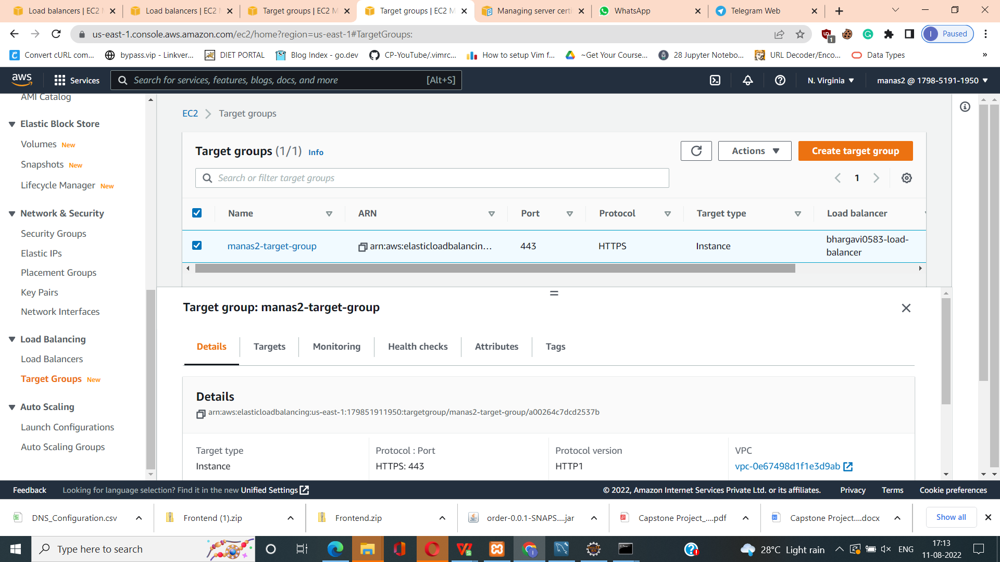 Load balancers | EC2 M
Load balancers | EC2 M
Target groups | EC2 M
Target groups | EC2 M
Managing server certi
WhatsApp
Telegram Web
us-east-1.console.aws.amazon.com/ec2/home?region=us-east-1#TargetGroups:
1
I
Paused
Convert cURL com...
bypass.vip - Linkver...
DIET PORTAL
Blog Index - go.dev
CP-YouTube/.vimrc...
How to setup Vim f...
~Get Your Course...
28 Jupyter Notebo...
URL Decoder/Enco...
Data Types
»
aws
Services
Search for services, features, blogs, docs, and more
[Alt+S]
N. Virginia
manas2 @ 1798-5191-1950
AMI Catalog
Elastic Block Store
Volumes New
Snapshots New
Lifecycle Manager New
Network & Security
Security Groups
Elastic IPs
Placement Groups
Key Pairs
Network Interfaces
Load Balancing
Load Balancers
Target Groups New
Auto Scaling
Launch Configurations
Auto Scaling Groups
EC2 > Target groups
Target groups (1/1) Info
Actions
Create target group
Search or filter target groups
1
Name
ARN
Port
Protocol
Target type
Load balancer
manas2-target-group
arn:aws:elasticloadbalancin...
443
HTTPS
Instance
bhargavi0583-load-
balancer
Target group: manas2-target-group
Details
Targets
Monitoring
Health checks
Attributes
Tags
Details
arn:aws:elasticloadbalancing:us-east-1:179851911950:targetgroup/manas2-target-group/a00264c7dcd2537b
Target type
Instance
Protocol : Port
HTTPS: 443
Protocol version
HTTP1
VPC
vpc-0e67498d1f1e3d9ab
Feedback
Looking for language selection? Find it in the new Unified Settings
© 2022, Amazon Internet Services Private Ltd. or its affiliates.
Privacy
Terms
Cookie preferences
DNS_Configuration.csv
Frontend (1).zip
Frontend.zip
order-0.0.1-SNAPS....jar
Capstone Project_....pdf
Capstone Project....docx
Show all
Type here to search
28°C Light rain
ENG
17:13
11-08-2022